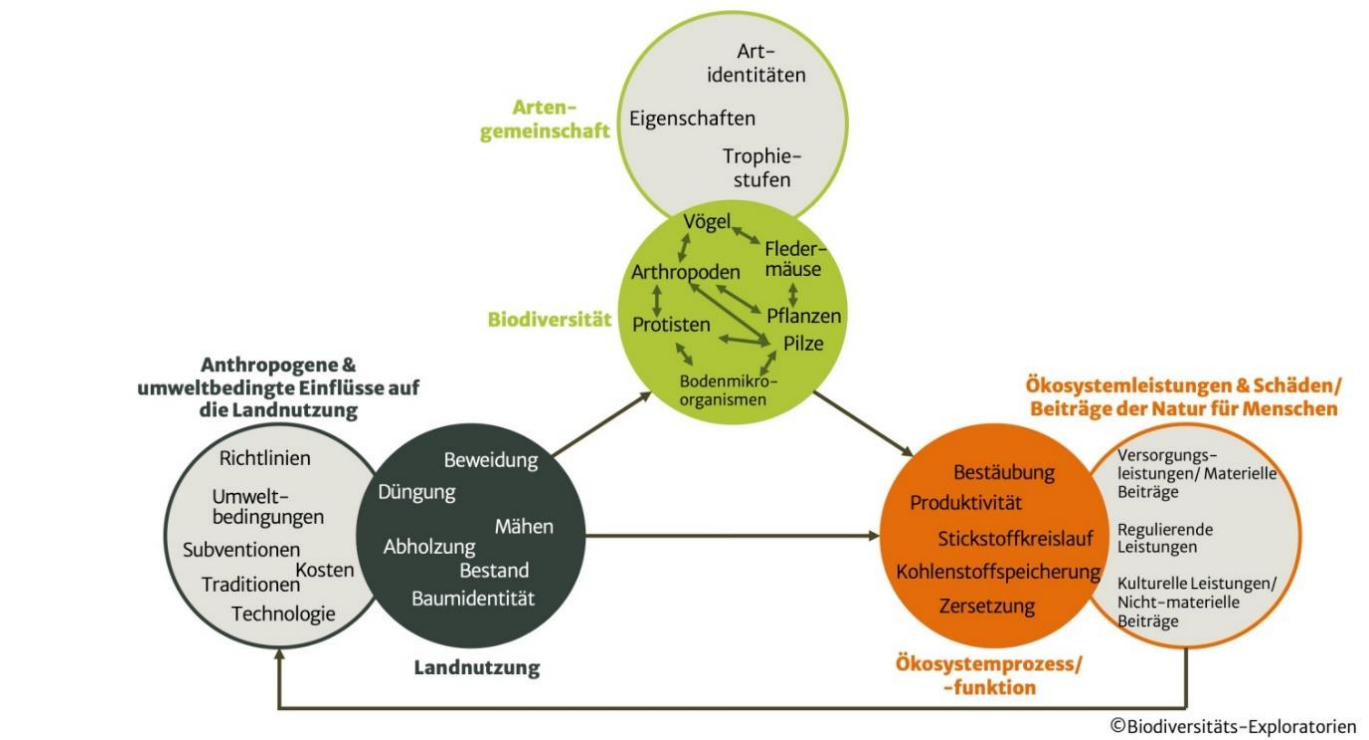 Art-
identitäten
Eigenschaften
Trophie-
stufen
Arten-
gemeinschaft
Vögel
Fleder-
mäuse
Arthropoden
Pflanzen
Protisten
Pilze
Bodenmikro-
organismen
Biodiversität
Anthropogene &
umweltbedingte Einflüsse auf
die Landnutzung
Richtlinien
Umwelt-
bedingungen
Subventionen
Kosten
Traditionen
Technologie
Beweidung
Düngung
Mähen
Abholzung
Bestand
Baumidentität
Landnutzung
Ökosystemleistungen & Schäden/
Beiträge der Natur für Menschen
Bestäubung
Produktivität
Stickstoffkreislauf
Kohlenstoffspeicherung
Zersetzung
Ökosystemprozess/
-funktion
Versorgungs-
leistungen/ Materielle
Beiträge
Regulierende
Leistungen
Kulturelle Leistungen/
Nicht-materielle
Beiträge
©Biodiversitäts-Exploratorien